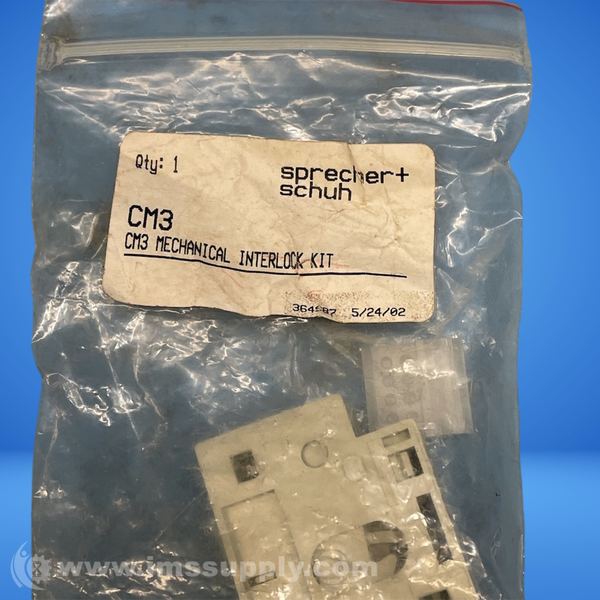 Qty: 1
sprecher+
schuh
CM3
CM3 MECHANICAL INTERLOCK KIT
5/24/02
www.imssupply.com